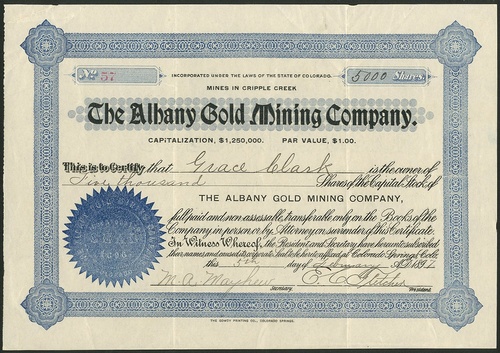 No 57
INCORPORATED UNDER THE LAWS OF THE STATE OF COLORADO.
5000 Shares.
MINES IN CRIPPLE CREEK
The Albany Gold Mining Company.
CAPITALIZATION, $1,250,000. PAR VALUE, $1.00.
This is to Certify that Grace Clark is the owner of
Five thousand Shares of the Capital Stock of
THE ALBANY GOLD MINING COMPANY,
full paid and non assessable, transferable only on the Books of the
Company in person or by Attorney on surrender of this Certificate.
In Witness Whereof, the President and Secretary have hereunto subscribed
their names and caused its corporate Seal to be hereto affixed at Colorado Springs, Colo.
this 5th day of February A.D. 1897.
M. A. Mayhew E. C. Fletcher
Secretary. President.
THE GOWDY PRINTING CO., COLORADO SPRINGS.